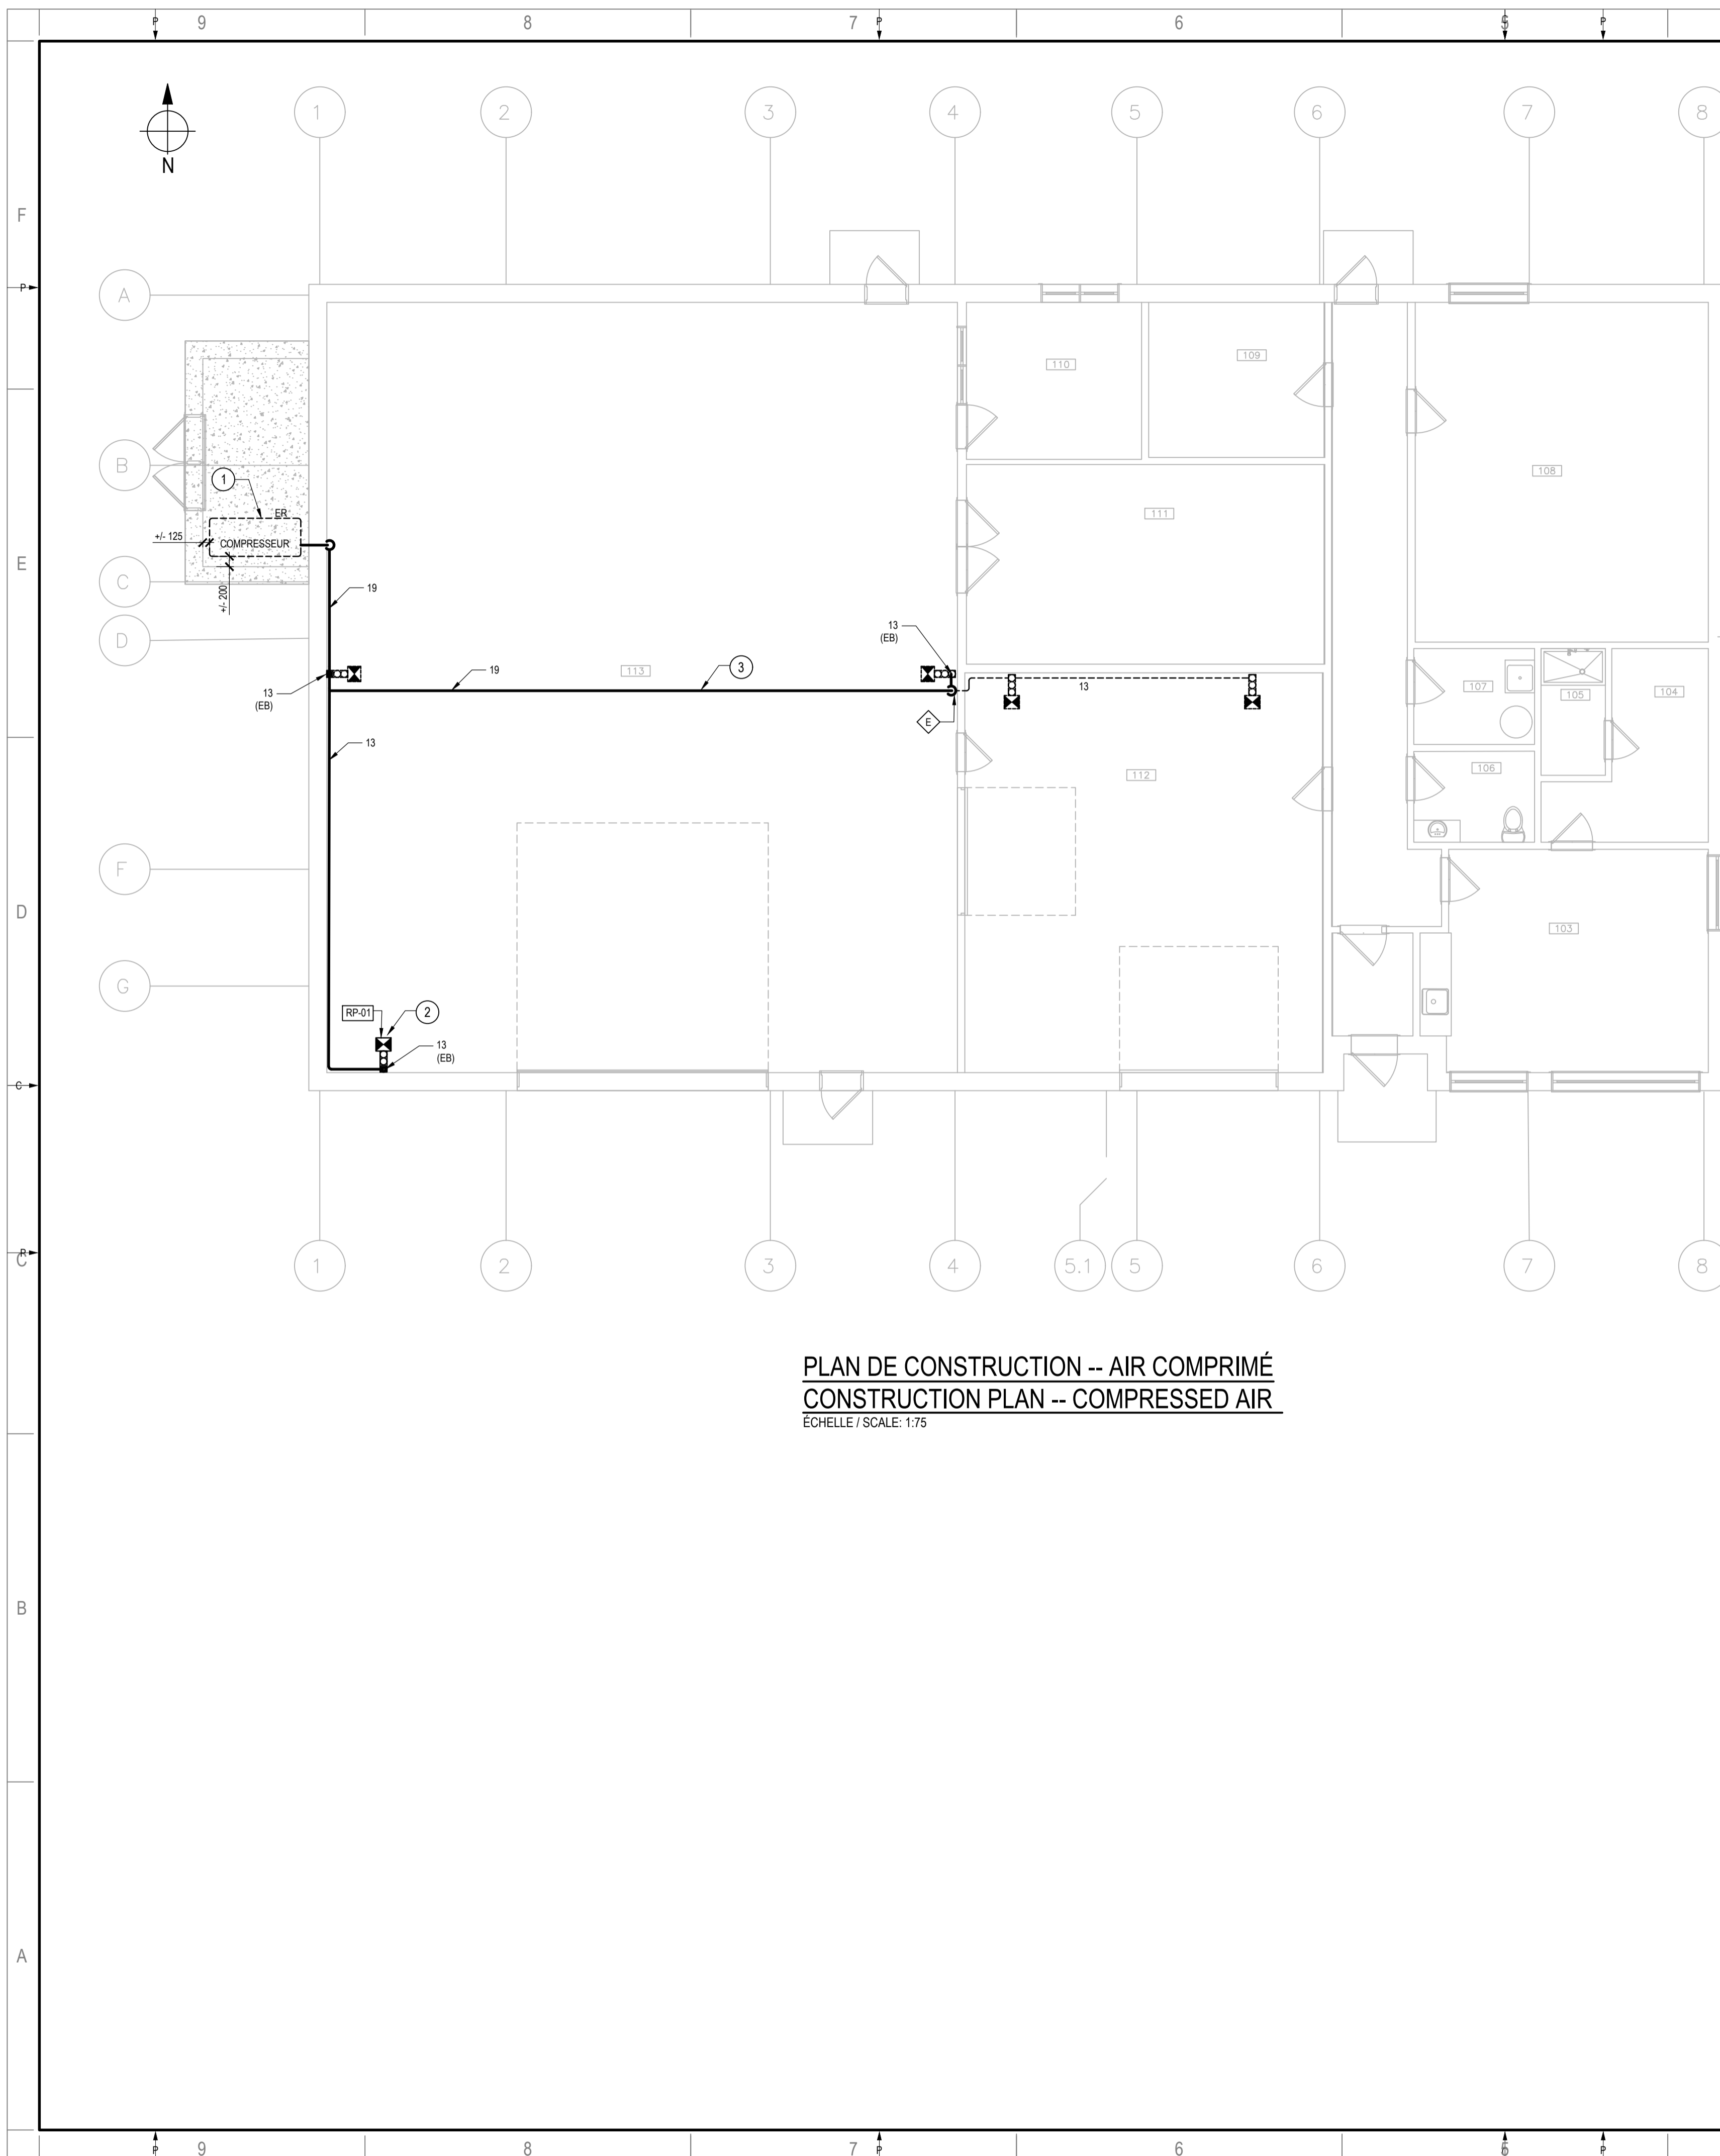 P 9 8 7 P 6 5 P
N
1 2 3 4 5 6 7 8
F
A
P
110
109
B
108
1
111
ER
+/- 125
COMPRESSEUR
E
C
19
+/- 200
13
(EB)
D
19
113
3
13
107
105
104
13
(EB)
E
13
112
106
F
D
103
G
RP-01
2
13
(EB)
C
R
C
1 2 3 4 5.1 5 6 7 8
PLAN DE CONSTRUCTION -- AIR COMPRIMÉ
CONSTRUCTION PLAN -- COMPRESSED AIR
ÉCHELLE / SCALE: 1:75
B
A
P 9 8 7 P 6 P